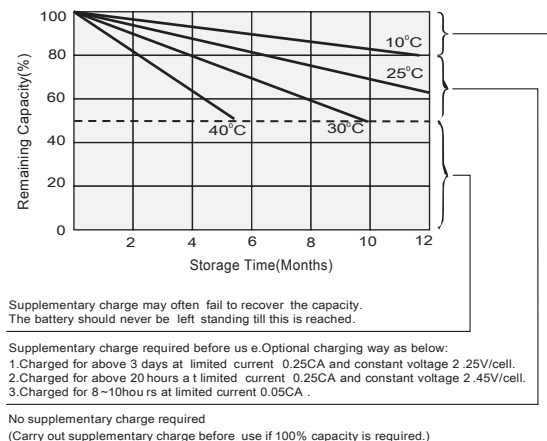 100
80
60
40
20
0
Remaining Capacity(%)
10°C
25°C
30°C
40°C
2 4 6 8 10 12
Storage Time(Months)
Supplementary charge may often fail to recover the capacity.
The battery should never be left standing till this is reached.
Supplementary charge required before us e.Optional charging way as below:
1.Charged for above 3 days at limited current 0.25CA and constant voltage 2 .25V/cell.
2.Charged for above 20 hours a t limited current 0.25CA and constant voltage 2 .45V/cell.
3.Charged for 8~10hou rs at limited current 0.05CA .
No supplementary charge required
(Carry out supplementary charge before use if 100% capacity is required.)